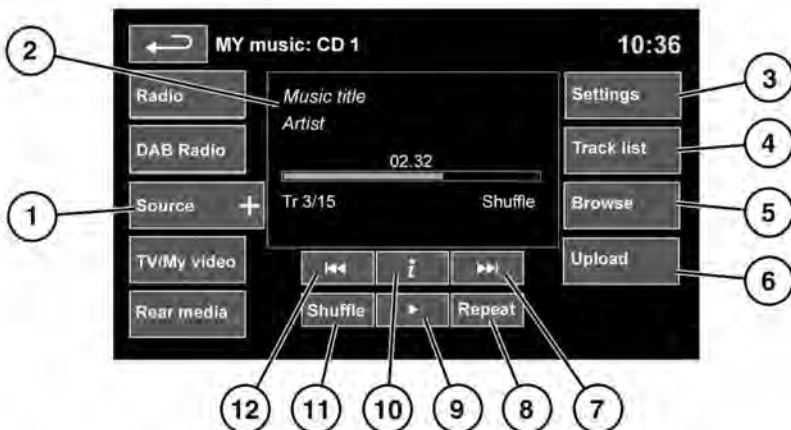 MY music: CD 1
10:36
2
Radio
Music title
Artist
Settings
3
DAB Radio
02.32
Track list
4
1
Source +
Tr 3/15
Shuffle
Browse
5
TV/My video
i
Upload
6
Rear media
Shuffle
Repeat
12
11
10
9
8
7